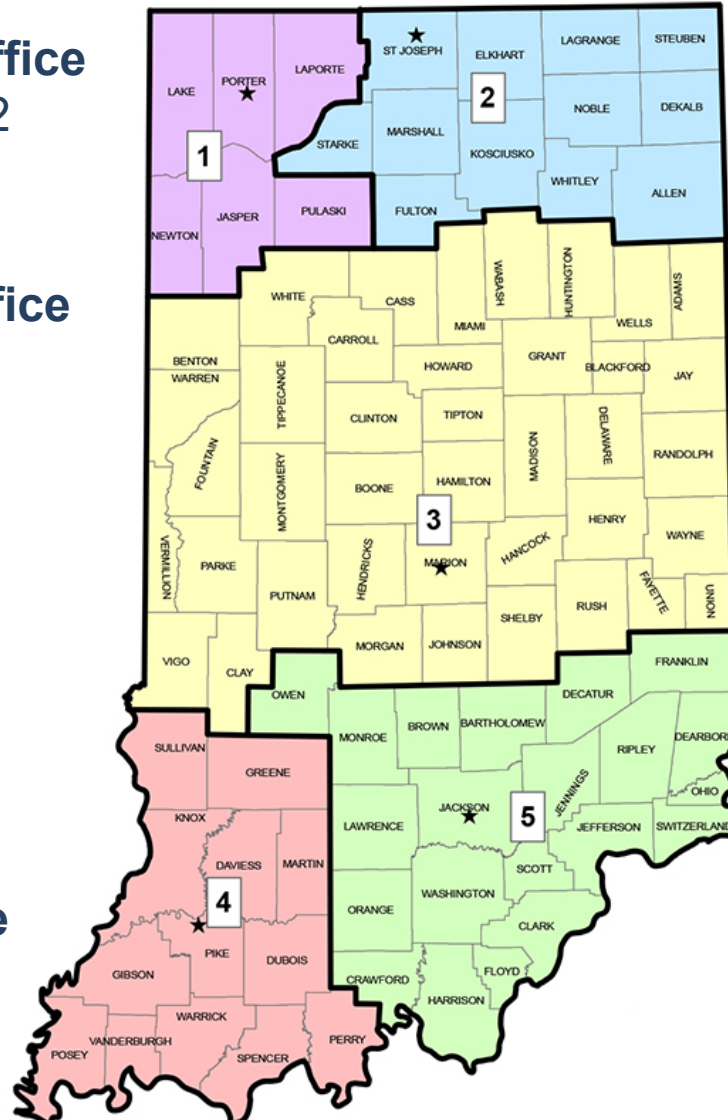 ffice
2
fice
e
LAKE
PORTER
LAPORTE
ST JOSEPH
ELKHART
LAGRANGE
STEUBEN
2
NOBLE
DEKALB
MARSHALL
STARKE
KOSCIUSKO
1
WHITLEY
ALLEN
JASPER
PULASKI
FULTON
NEWTON
WHITE
CASS
WABASH
HUNTINGTON
ADAMS
MIAMI
WELLS
CARROLL
BENTON
HOWARD
GRANT
BLACKFORD
JAY
WARREN
TIPPECANOE
CLINTON
TIPTON
MADISON
DELAWARE
RANDOLPH
FOUNTAIN
MONTGOMERY
BOONE
HAMILTON
3
HENRY
WAYNE
VERMILLION
PARKE
HENDRICKS
MARION
HANCOCK
PUTNAM
SHELBY
RUSH
FAYETTE
UNION
MORGAN
JOHNSON
VIGO
CLAY
FRANKLIN
OWEN
DECATUR
MONROE
BROWN
BARTHOLOMEW
DEARBOR
RIPLEY
SULLIVAN
GREENE
JENNINGS
OHIO
KNOX
JACKSON
5
LAWRENCE
JEFFERSON
SWITZERLAND
DAVIESS
MARTIN
SCOTT
WASHINGTON
4
ORANGE
CLARK
PIKE
DUBOIS
GIBSON
CRAWFORD
FLOYD
HARRISON
WARRICK
VANDERBURGH
PERRY
POSEY
SPENCER